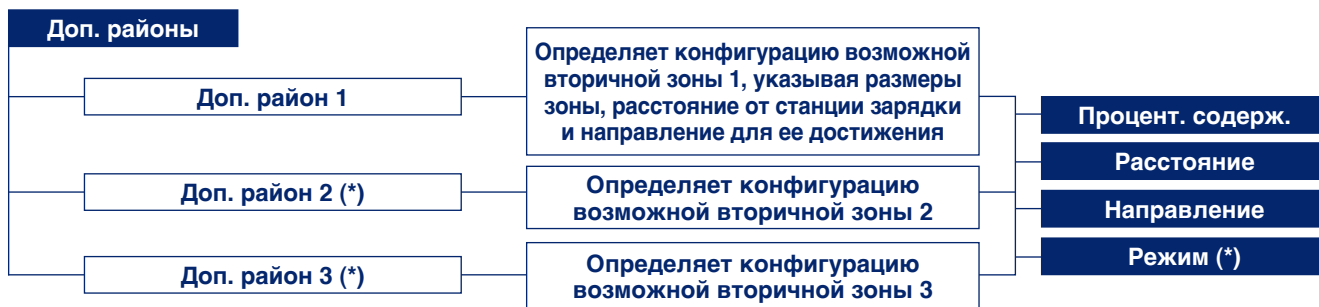 Доп. районы
Доп. район 1
Определяет конфигурацию возможной
вторичной зоны 1, указывая размеры
зоны, расстояние от станции зарядки
и направление для ее достижения
Доп. район 2 (*)
Определяет конфигурацию
возможной вторичной зоны 2
Доп. район 3 (*)
Определяет конфигурацию
возможной вторичной зоны 3
Процент. содерж.
Расстояние
Направление
Режим (*)